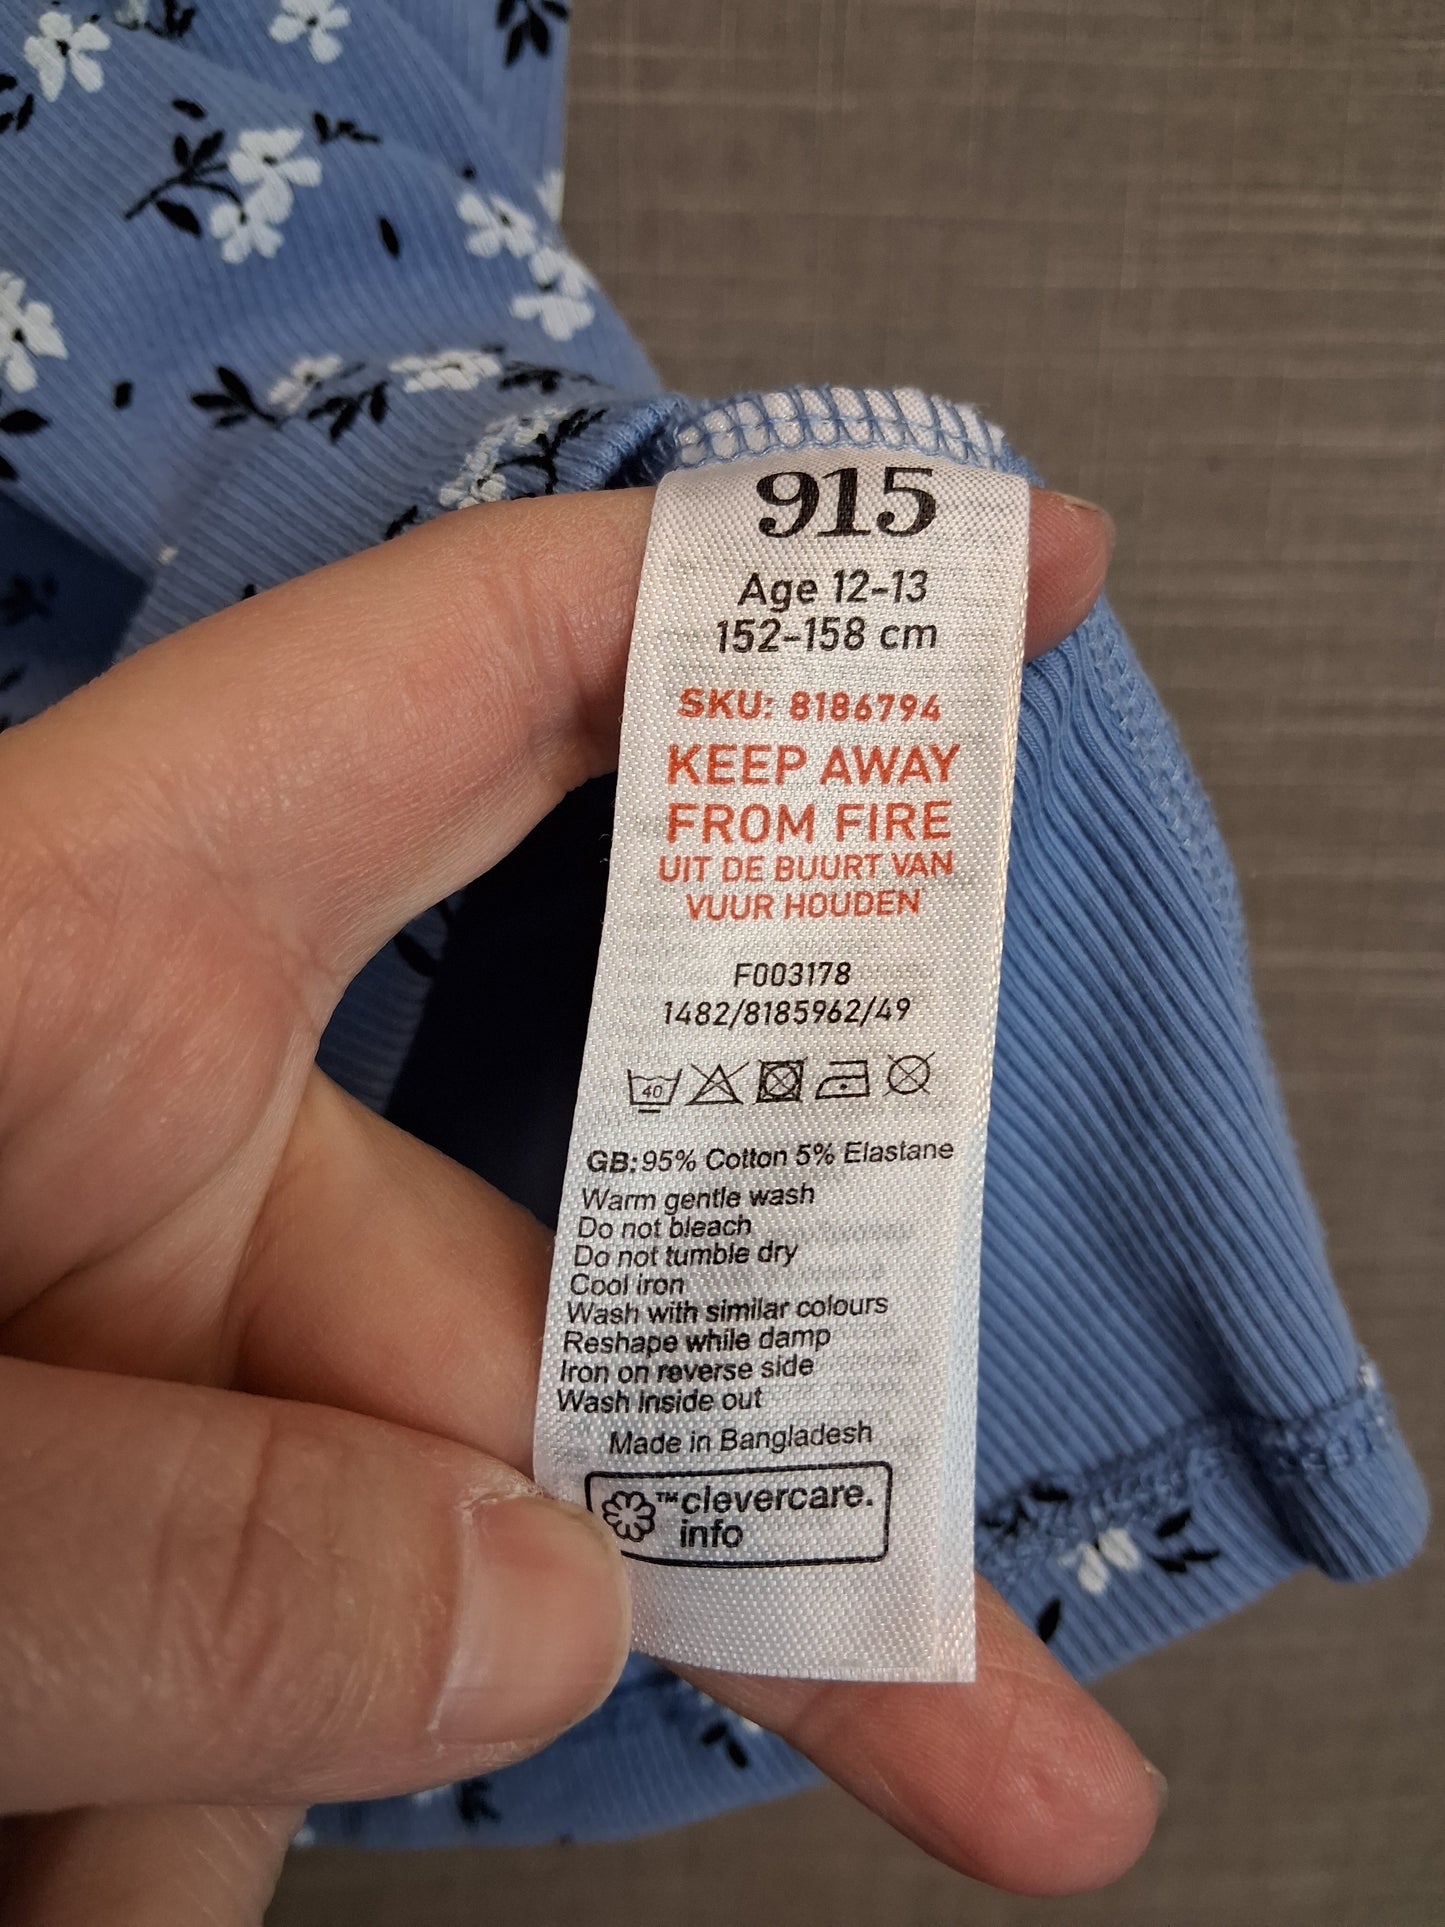 915
Age 12-13
152-158 cm
SKU: 8186794
KEEP AWAY
FROM FIRE
UIT DE BUURT VAN
VUUR HOUDEN
F003178
1482/8185962/49
40
GB: 95% Cotton 5% Elastane
Warm gentle wash
Do not bleach
Do not tumble dry
Cool iron
Wash with similar colours
Reshape while damp
Iron on reverse side
Wash Inside out
Made in Bangladesh
™clevercare.
info